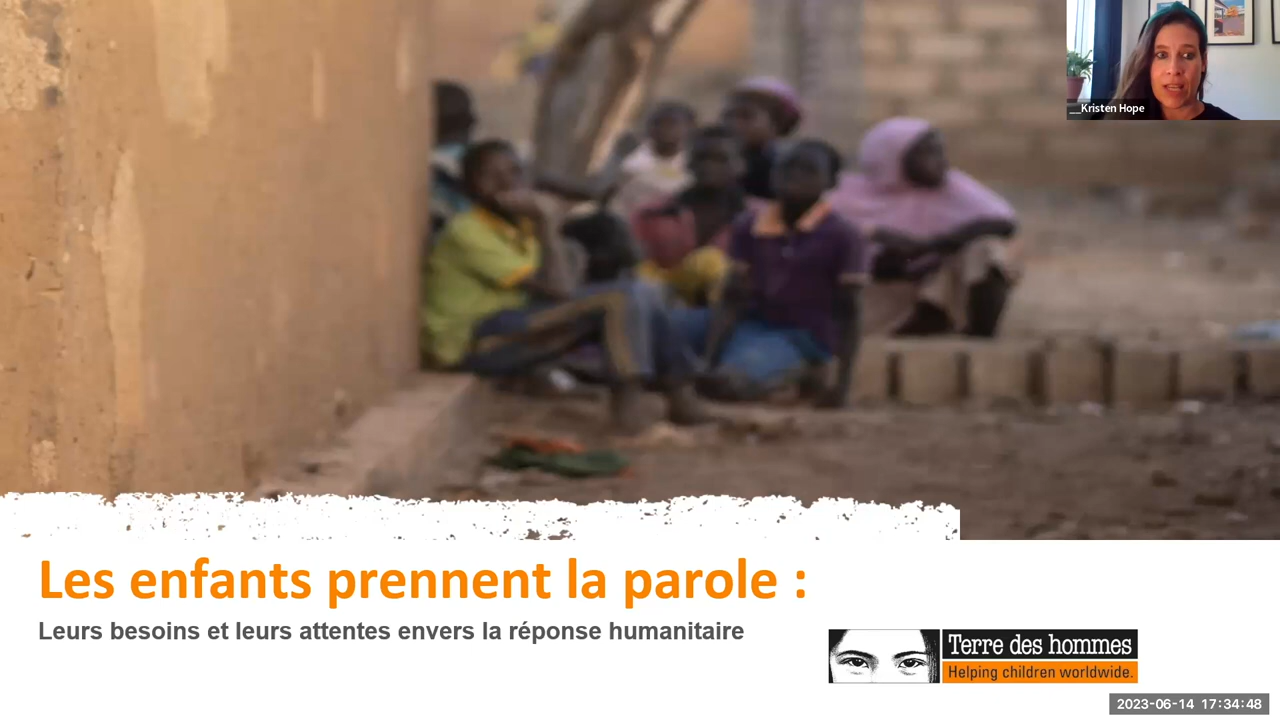 __Kristen Hope
Les enfants prennent la parole :
Leurs besoins et leurs attentes envers la réponse humanitaire
Terre des hommes
Helping children worldwide.
2023-06-14 17:34:48